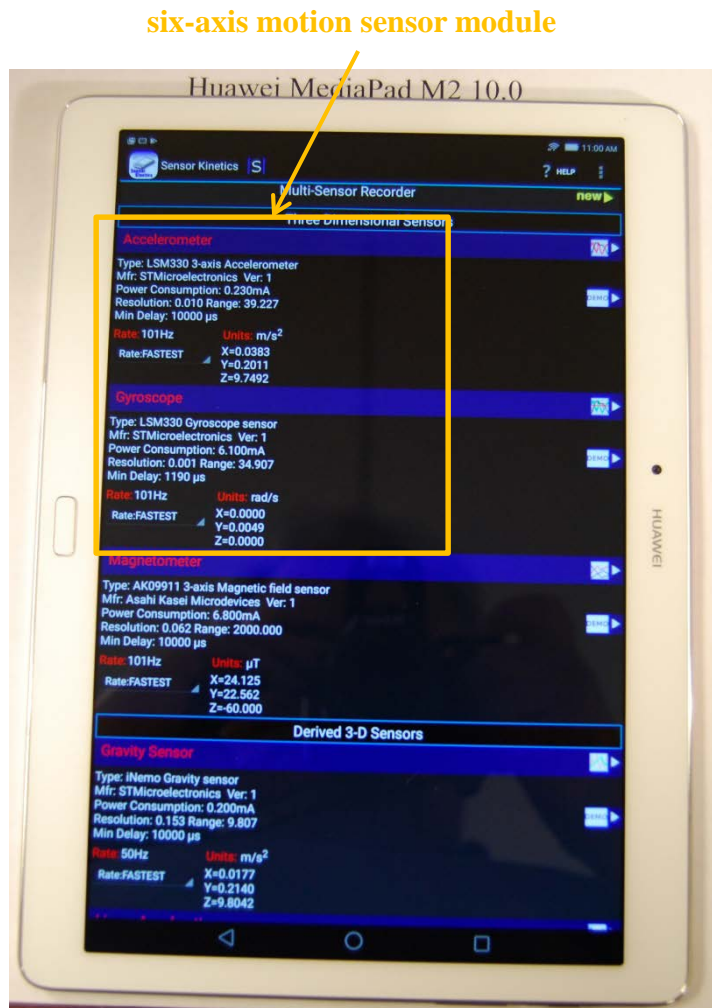 six-axis motion sensor module
Huawei MediaPad M2 10.0
11:00 AM
Sensor Kinetics S
? HELP
Multi-Sensor Recorder
new
Three Dimensional Sensors
Accelerometer
Type: LSM330 3-axis Accelerometer
Mfr: STMicroelectronics Ver: 1
Power Consumption: 0.230mA
DEMO
Resolution: 0.010 Range: 39.227
Min Delay: 10000 µs
Rate: 101Hz Units: m/s²
Rate:FASTEST X=0.0383
Y=0.2011
Z=9.7492
Gyroscope
Type: LSM330 Gyroscope sensor
Mfr: STMicroelectronics Ver: 1
Power Consumption: 6.100mA
DEMO
Resolution: 0.001 Range: 34.907
Min Delay: 1190 µs
Rate: 101Hz Units: rad/s
Rate:FASTEST X=0.0000
Y=0.0049
Z=0.0000
HUAWEI
Magnetometer
Type: AK09911 3-axis Magnetic field sensor
Mfr: Asahi Kasei Microdevices Ver: 1
Power Consumption: 6.800mA
DEMO
Resolution: 0.062 Range: 2000.000
Min Delay: 10000 µs
Rate: 101Hz Units: µT
Rate:FASTEST X=24.125
Y=22.562
Z=-60.000
Derived 3-D Sensors
Gravity Sensor
Type: iNemo Gravity sensor
Mfr: STMicroelectronics Ver: 1
Power Consumption: 0.200mA
DEMO
Resolution: 0.153 Range: 9.807
Min Delay: 10000 µs
Rate: 50Hz Units: m/s²
Rate:FASTEST X=0.0177
Y=0.2140
Z=9.8042